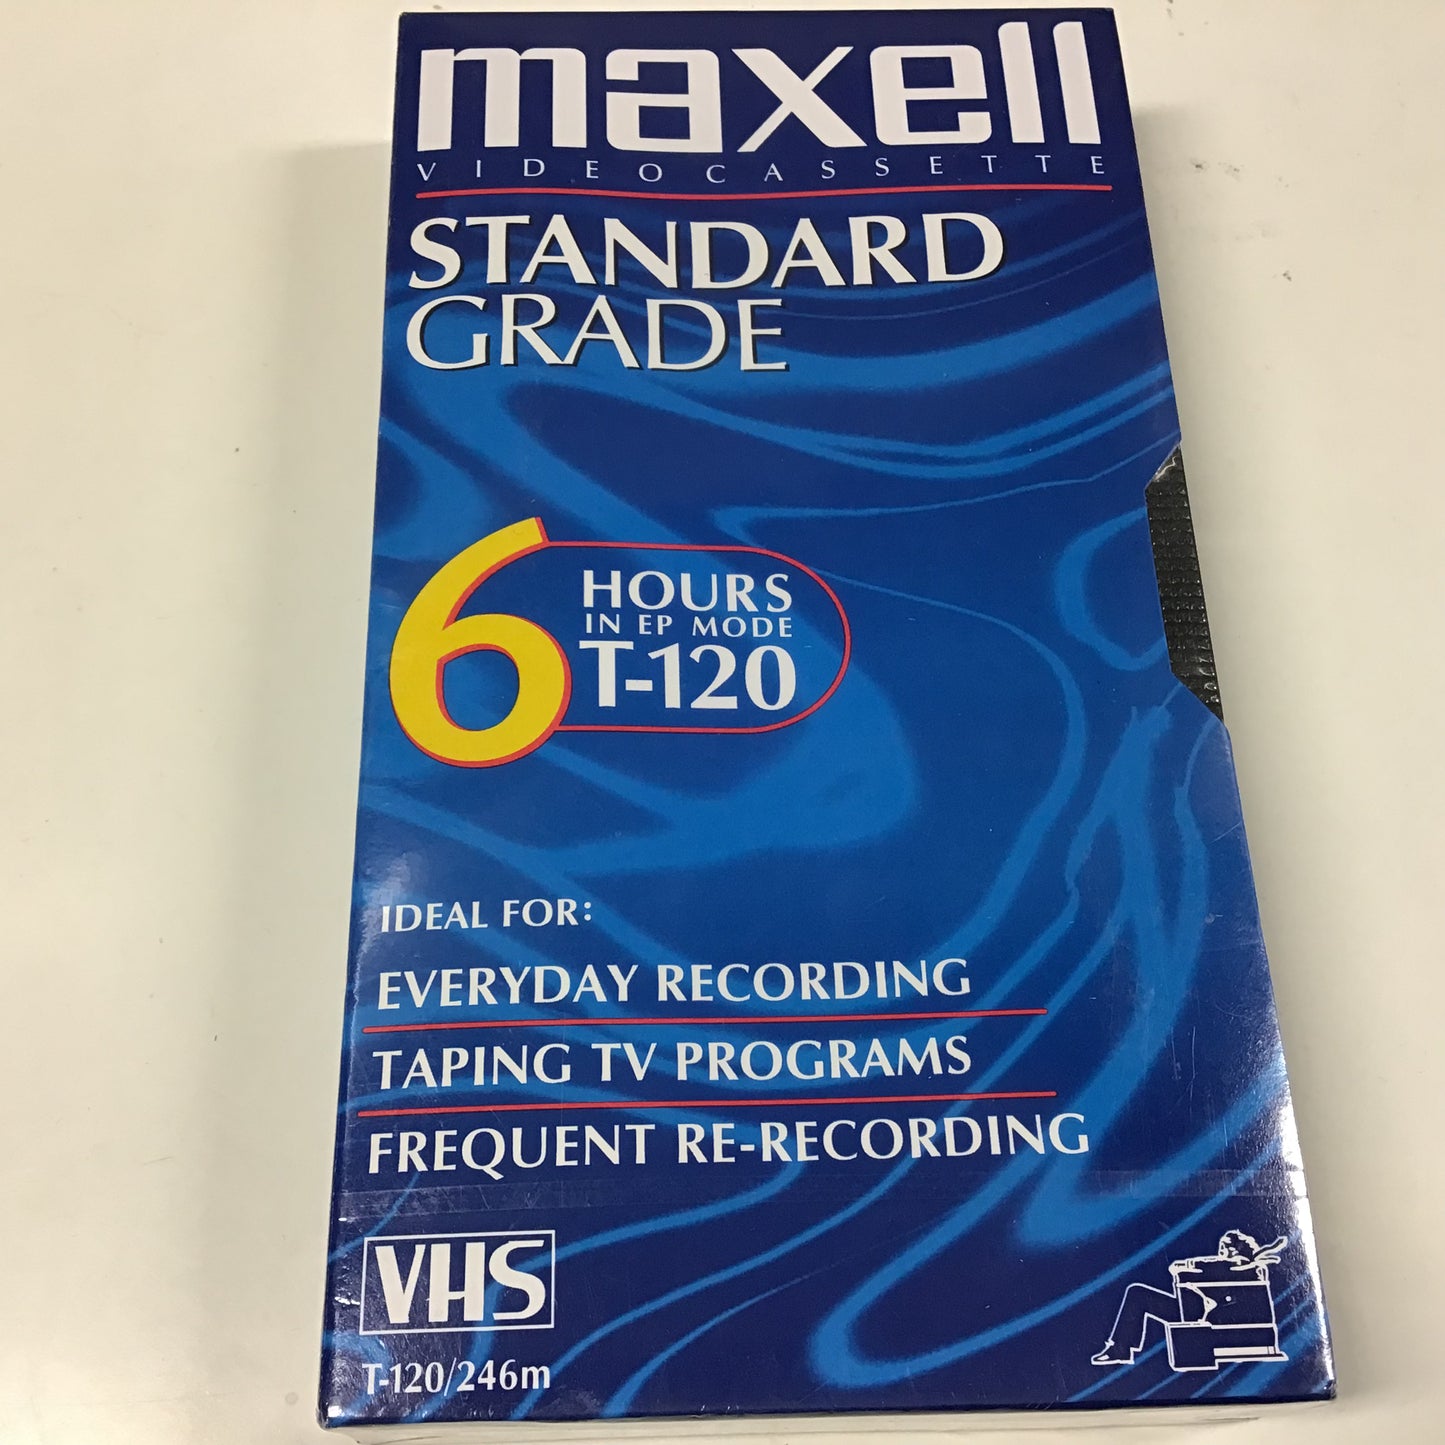 maxell
VIDEOCASSETTE
STANDARD
GRADE
6 HOURS
IN EP MODE
T-120
IDEAL FOR:
EVERYDAY RECORDING
TAPING TV PROGRAMS
FREQUENT RE-RECORDING
VHS
T-120/246m